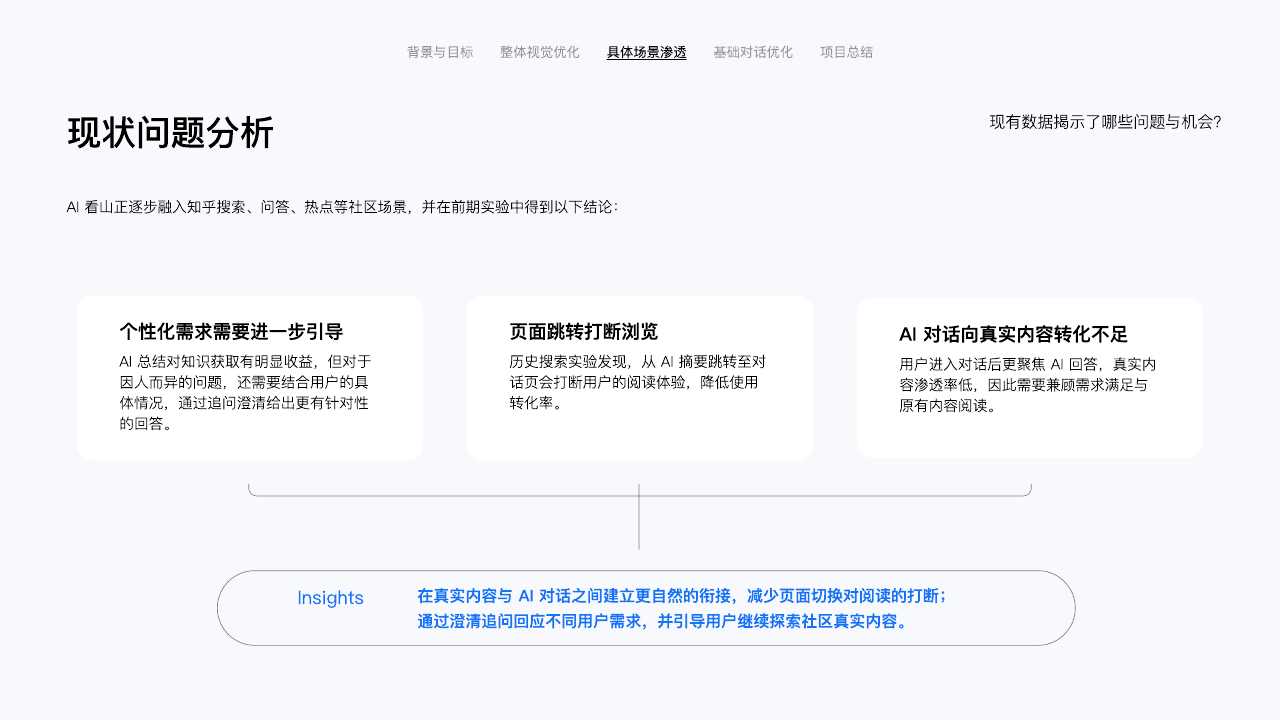 背景与目标 整体视觉优化 具体场景渗透 基础对话优化 项目总结
现状问题分析
现有数据揭示了哪些问题与机会？
AI 看山正逐步融入知乎搜索、问答、热点等社区场景，并在前期实验中得到以下结论：
个性化需求需要进一步引导
AI 总结对知识获取有明显收益，但对于
因人而异的问题，还需要结合用户的具
体情况，通过追问澄清给出更有针对性
的回答。
页面跳转打断浏览
历史搜索实验发现，从 AI 摘要跳转至对
话页会打断用户的阅读体验，降低使用
转化率。
AI 对话向真实内容转化不足
用户进入对话后更聚焦 AI 回答，真实内
容渗透率低，因此需要兼顾需求满足与
原有内容阅读。
Insights
在真实内容与 AI 对话之间建立更自然的衔接，减少页面切换对阅读的打断；
通过澄清追问回应不同用户需求，并引导用户继续探索社区真实内容。